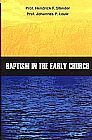 Prof. Hendrick F. Stander
Prof. Johannes P. Louw
BAPTISM IN THE EARLY CHURCH